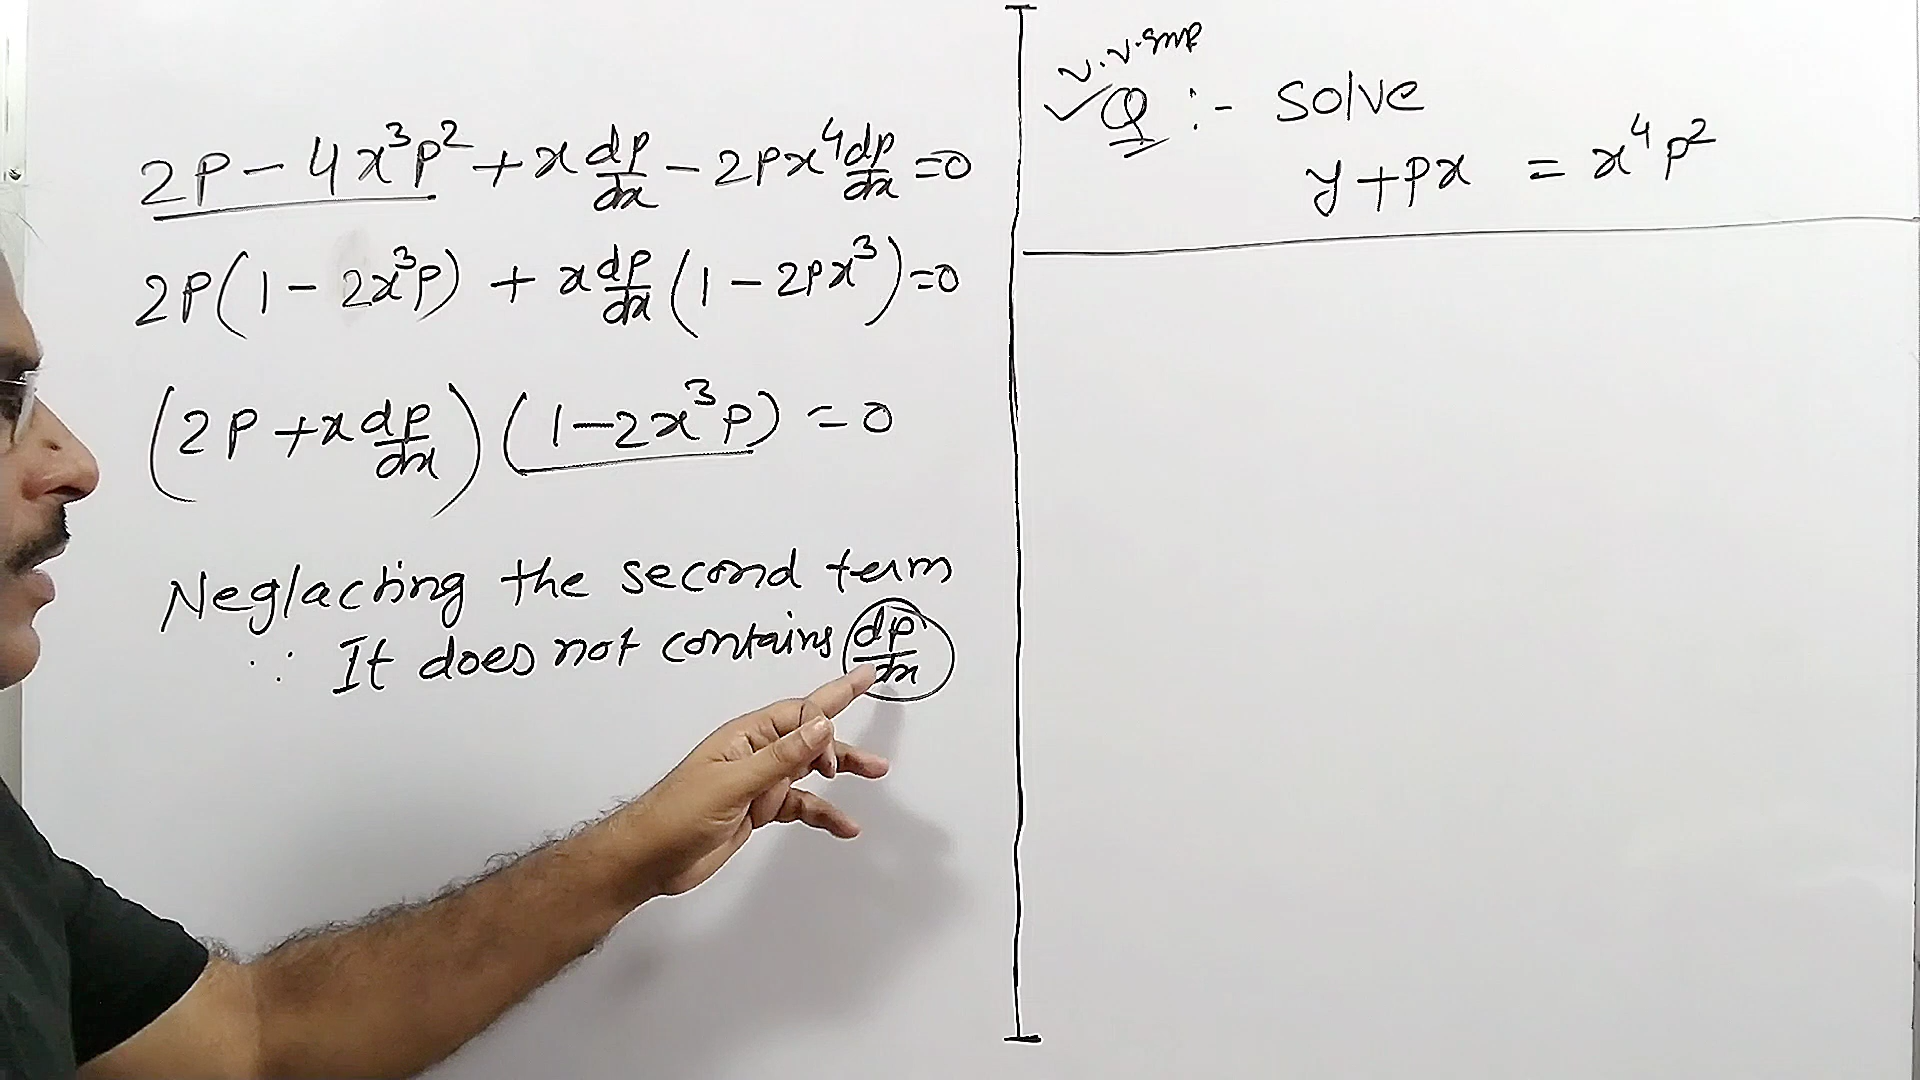 2p - 4x³p² + x dp/dx - 2px⁴ dp/dx = 0
2p(1 - 2x³p) + x dp/dx (1 - 2px³) = 0
(2p + x dp/dx) (1 - 2x³p) = 0
Neglacting the second term
∵ It does not contains dp/dx
v.v.Imp
✓Q :- Solve
y + px = x⁴p²